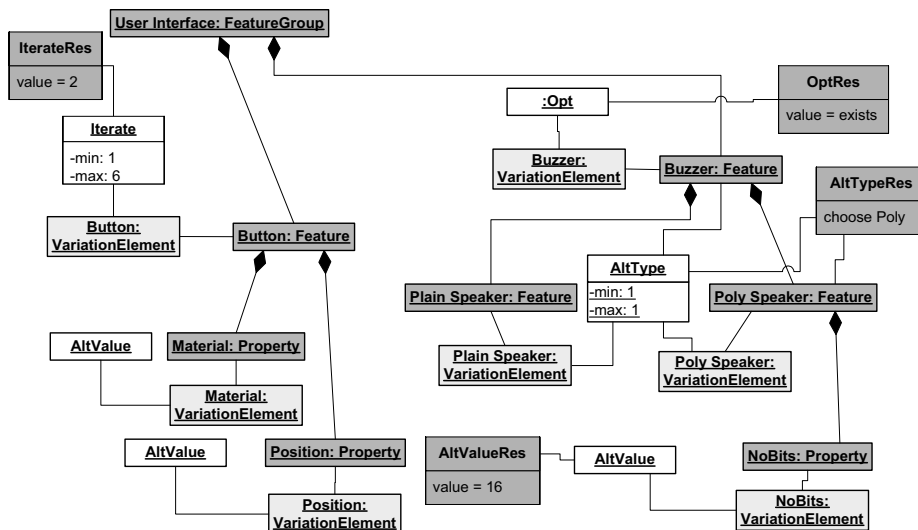 User Interface: FeatureGroup
IterateRes
value = 2
Iterate
-min: 1
-max: 6
:Opt
OptRes
value = exists
Buzzer:
VariationElement
Buzzer: Feature
AltTypeRes
choose Poly
Button:
VariationElement
Button: Feature
AltType
-min: 1
-max: 1
Plain Speaker: Feature
Poly Speaker: Feature
AltValue
Material: Property
Plain Speaker:
VariationElement
Poly Speaker:
VariationElement
Material:
VariationElement
AltValue
Position: Property
AltValueRes
value = 16
AltValue
NoBits: Property
Position:
VariationElement
NoBits:
VariationElement